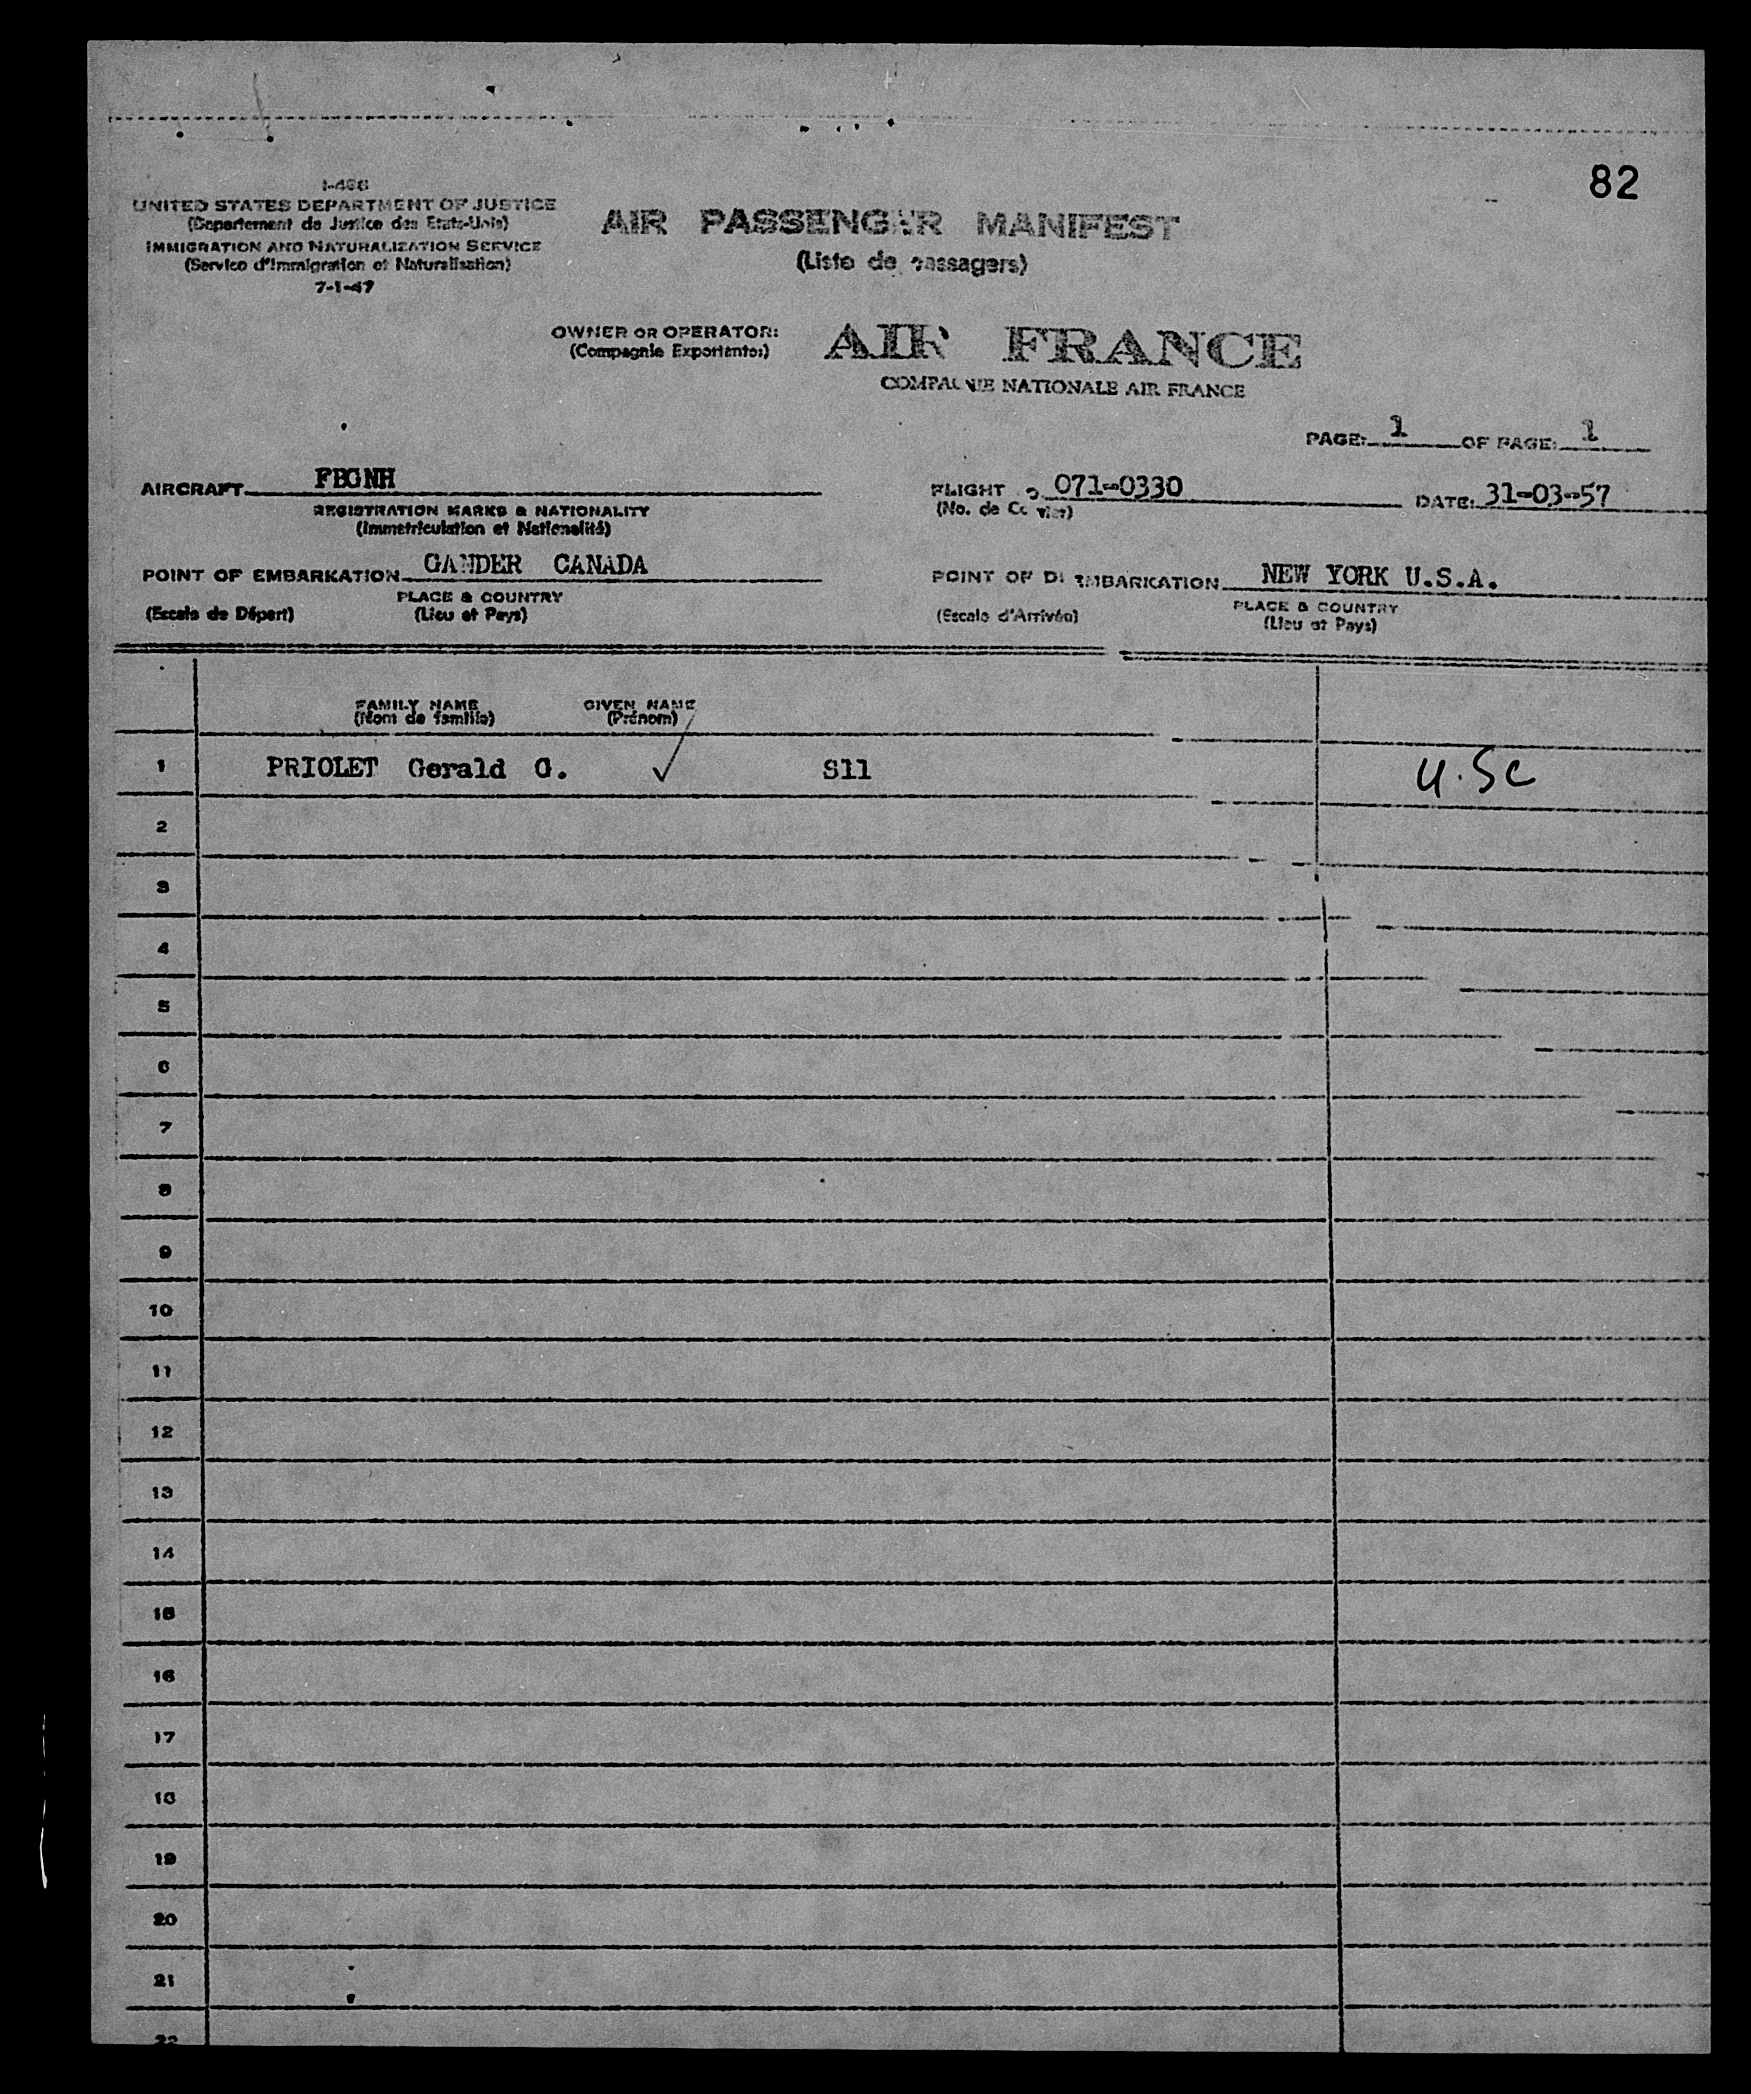 82
I-466
UNITED STATES DEPARTMENT OF JUSTICE
(Departement de Justice des Etats-Unis)
IMMIGRATION AND NATURALIZATION SERVICE
(Service d'Immigration et Naturalisation)
7-1-47
AIR PASSENGER MANIFEST
(Liste de passagers)
OWNER OR OPERATOR: AIR FRANCE
(Compagnie Exportente:)
COMPAGNIE NATIONALE AIR FRANCE
PAGE: 1 OF PAGE: 1
AIRCRAFT FBGNH
REGISTRATION MARKS & NATIONALITY
(Immatriculation et Nationalité)
FLIGHT 071-0330 DATE: 31-03-57
(No. de Courrier)
POINT OF EMBARKATION GANDER CANADA
PLACE & COUNTRY
(Escale de Départ) (Lieu et Pays)
POINT OF DISEMBARKATION NEW YORK U.S.A.
PLACE & COUNTRY
(Escale d'Arrivée) (Lieu et Pays)
FAMILY NAME GIVEN NAME
(Nom de famille) (Prénom)
1 PRIOLET Gerald G. ✓ S11 U.SC
2
3
4
5
6
7
8
9
10
11
12
13
14
15
16
17
18
19
20
21
22